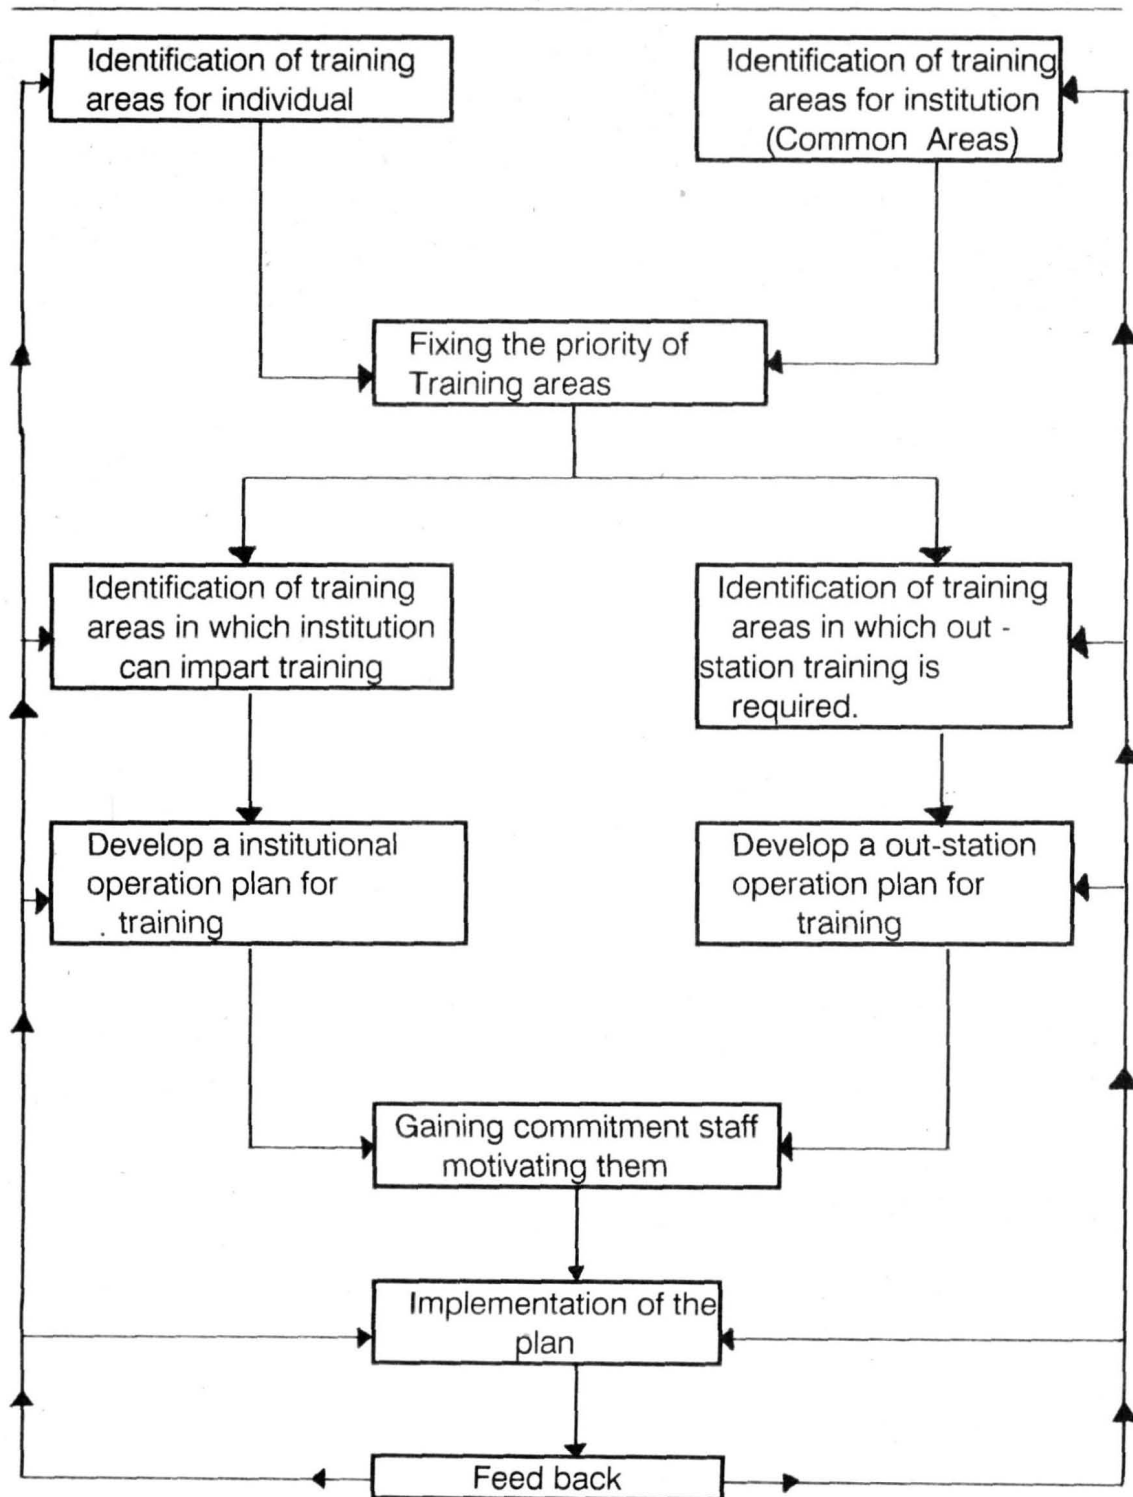 Identification of training
areas for individual
Identification of training
areas for institution
(Common Areas)
Fixing the priority of
Training areas
Identification of training
areas in which institution
can impart training
Identification of training
areas in which out -
station training is
required.
Develop a institutional
operation plan for
training
Develop a out-station
operation plan for
training
Gaining commitment staff
motivating them
Implementation of the
plan
Feed back